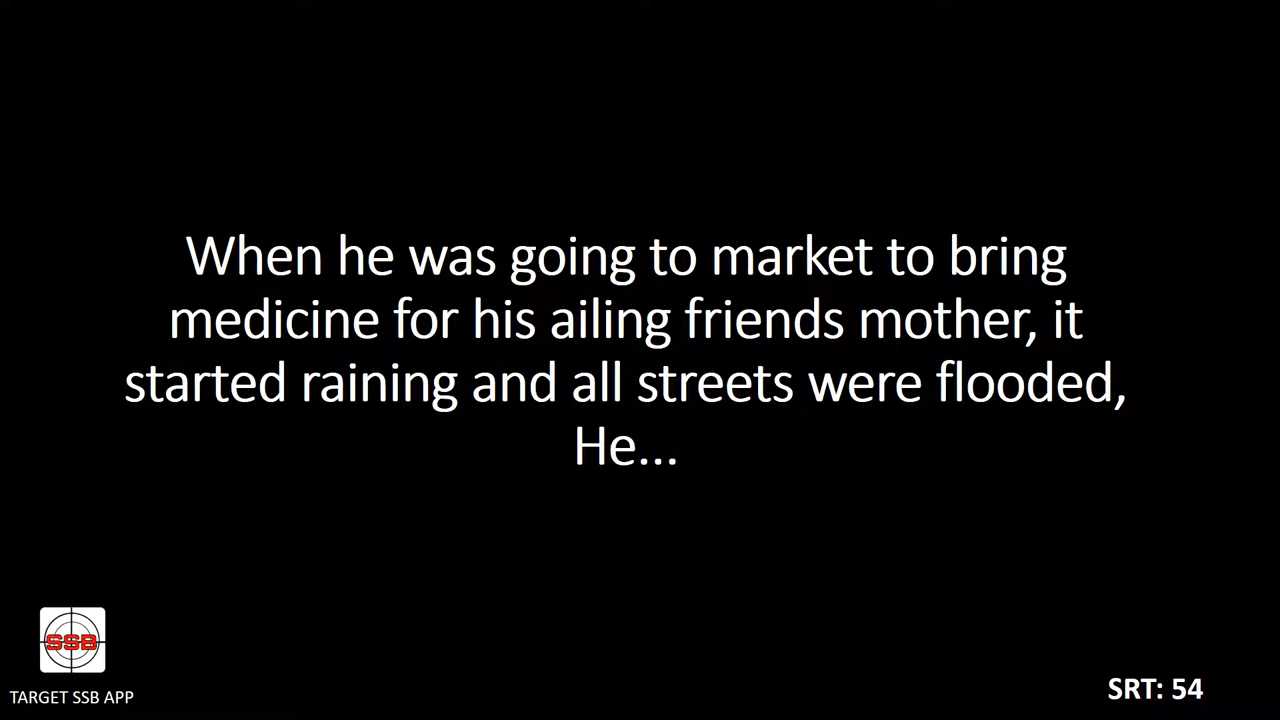 When he was going to market to bring
medicine for his ailing friends mother, it
started raining and all streets were flooded,
He...
SSB
TARGET SSB APP
SRT: 54